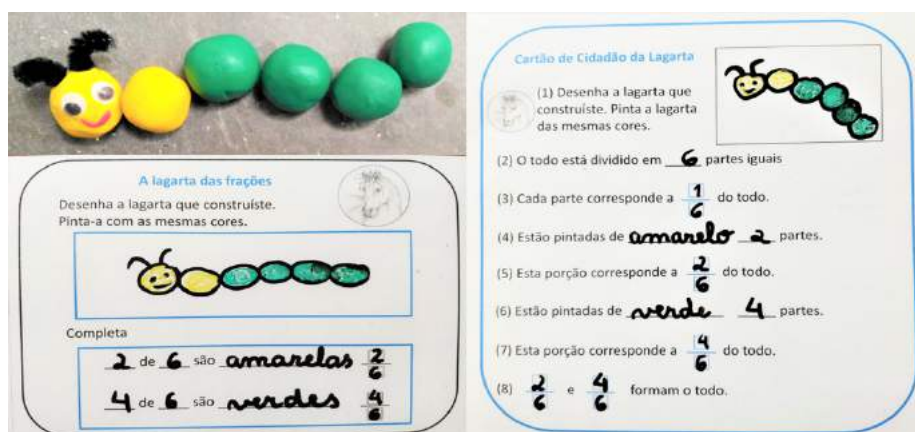 A lagarta das frações
Desenha a lagarta que construíste.
Pinta-a com as mesmas cores.
Completa
2 de 6 são amarelas 2/6
4 de 6 são verdes 4/6
Cartão de Cidadão da Lagarta
(1) Desenha a lagarta que
construíste. Pinta a lagarta
das mesmas cores.
(2) O todo está dividido em 6 partes iguais
(3) Cada parte corresponde a 1/6 do todo.
(4) Estão pintadas de amarelo 2 partes.
(5) Esta porção corresponde a 2/6 do todo.
(6) Estão pintadas de verde 4 partes.
(7) Esta porção corresponde a 4/6 do todo.
(8) 2/6 e 4/6 formam o todo.